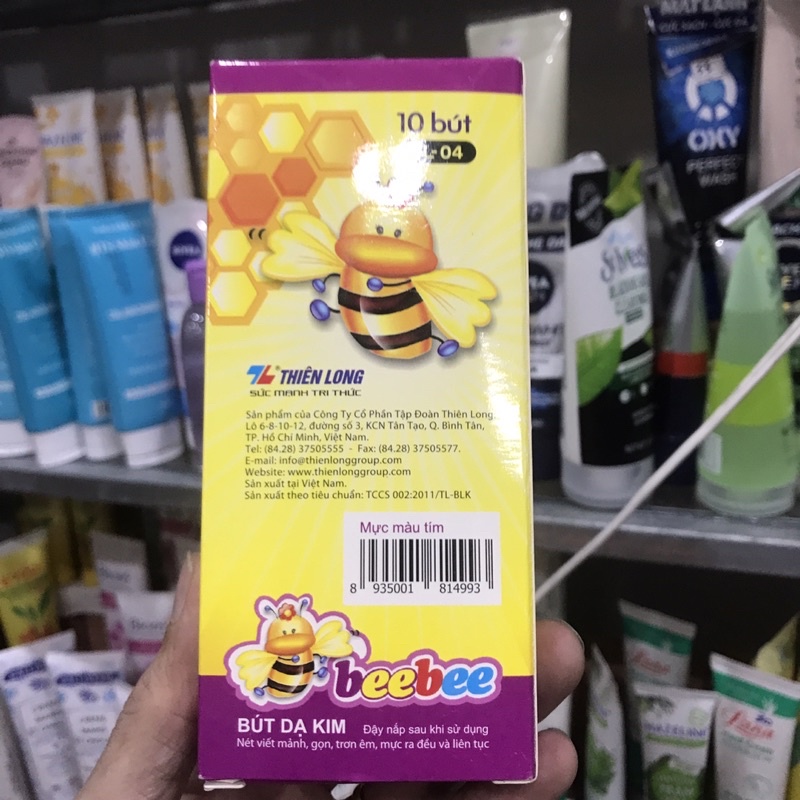 10 bút
04
THIÊN LONG
SỨC MẠNH TRI THỨC
Sản phẩm của Công Ty Cổ Phần Tập Đoàn Thiên Long
Lô 6-8-10-12, đường số 3, KCN Tân Tạo, Q. Bình Tân,
TP. Hồ Chí Minh, Việt Nam.
Tel: (84.28) 37505555 - Fax: (84.28) 37505577.
E-mail: info@thienlonggroup.com
Website: www.thienlonggroup.com
Sản xuất tại Việt Nam.
Sản xuất theo tiêu chuẩn: TCCS 002:2011/TL-BLK
Mực màu tím
8 935001 814993
beebee
BÚT DẠ KIM Đậy nắp sau khi sử dụng
Nét viết mảnh, gọn, trơn êm, mực ra đều và liên tục
OXY
PERFECT
WASH